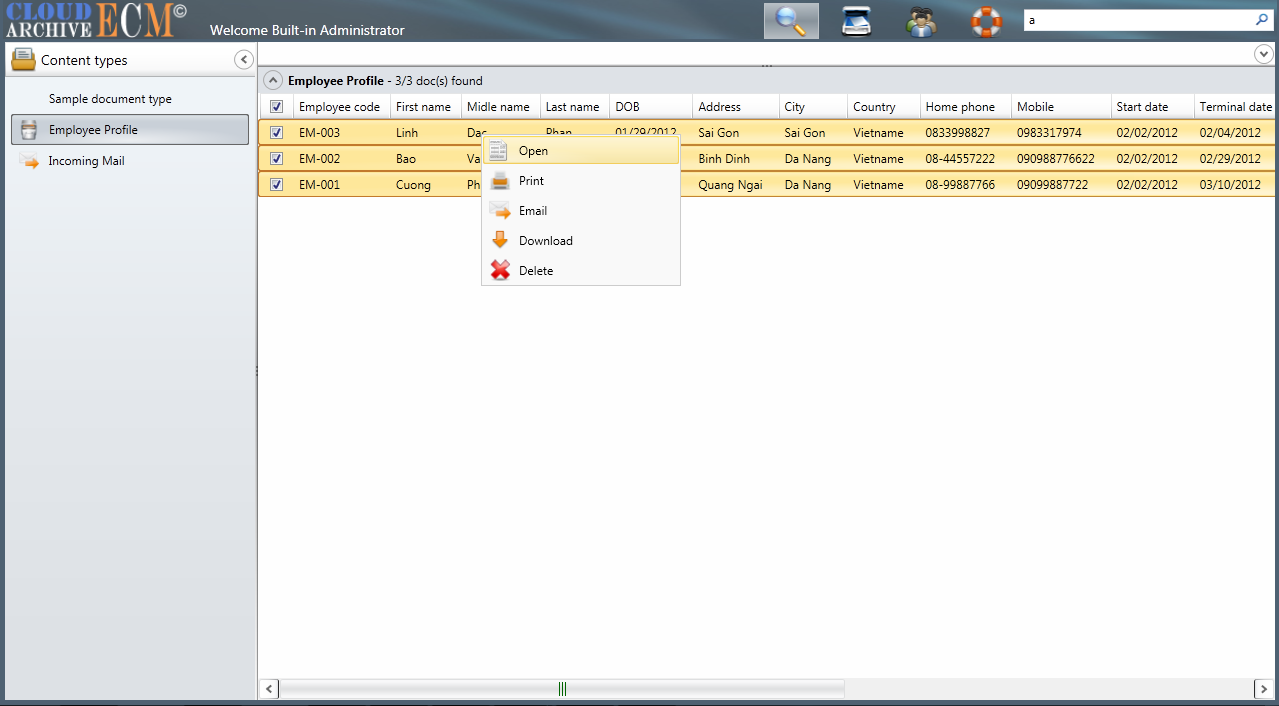 CLOUD ARCHIVE ECM©
Welcome Built-in Administrator
a
Content types
Sample document type
Employee Profile
Incoming Mail
Employee Profile - 3/3 doc(s) found
Employee code First name Midle name Last name DOB Address City Country Home phone Mobile Start date Terminal date
EM-003 Linh Dac Phan 01/29/2012 Sai Gon Sai Gon Vietname 0833998827 0983317974 02/02/2012 02/04/2012
EM-002 Bao Va Binh Dinh Da Nang Vietname 08-44557222 090988776622 02/02/2012 02/29/2012
EM-001 Cuong Ph Quang Ngai Da Nang Vietname 08-99887766 09099887722 02/02/2012 03/10/2012
Open
Print
Email
Download
Delete